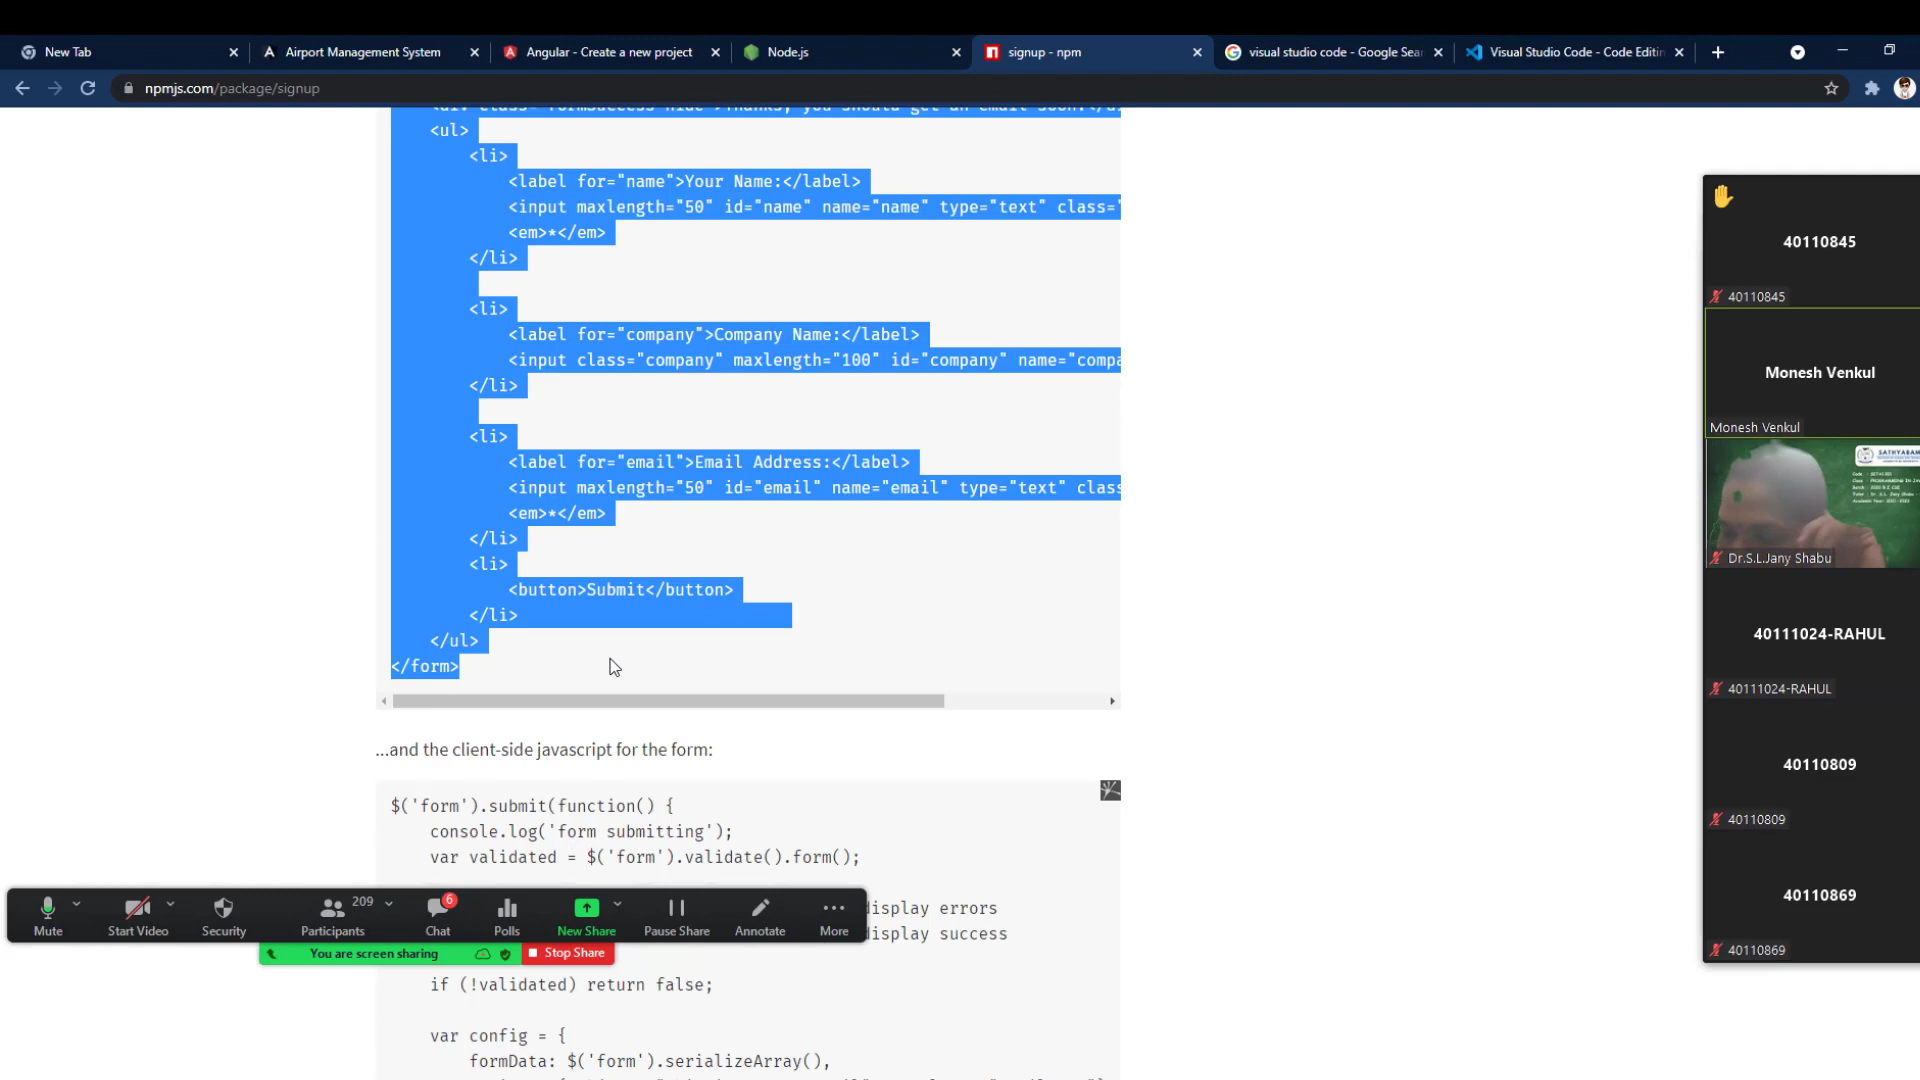 New Tab
Airport Management System
Angular - Create a new project
Node.js
signup - npm
visual studio code - Google Sear
Visual Studio Code - Code Editin
npmjs.com/package/signup
<ul>
<li>
<label for="name">Your Name:</label>
<input maxlength="50" id="name" name="name" type="text" class="
<em>*</em>
</li>
<li>
<label for="company">Company Name:</label>
<input class="company" maxlength="100" id="company" name="compa
</li>
<li>
<label for="email">Email Address:</label>
<input maxlength="50" id="email" name="email" type="text" class
<em>*</em>
</li>
<li>
<button>Submit</button>
</li>
</ul>
</form>
...and the client-side javascript for the form:
$('form').submit(function() {
console.log('form submitting');
var validated = $('form').validate().form();
display errors
display success
if (!validated) return false;
var config = {
formData: $('form').serializeArray(),
Mute
Start Video
Security
209
Participants
6
Chat
Polls
New Share
Pause Share
Annotate
More
You are screen sharing
Stop Share
40110845
40110845
Monesh Venkul
Monesh Venkul
SATHYABAM
Dr.S.L.Jany Shabu
40111024-RAHUL
40111024-RAHUL
40110809
40110809
40110869
40110869